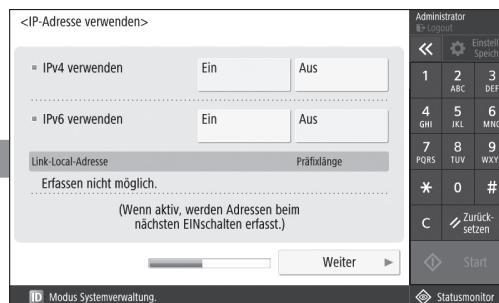 <IP-Adresse verwenden>
IPv4 verwenden
Ein
Aus
IPv6 verwenden
Ein
Aus
Link-Local-Adresse
Präfixlänge
Erfassen nicht möglich.
(Wenn aktiv, werden Adressen beim
nächsten EINschalten erfasst.)
Weiter
ID Modus Systemverwaltung.
Administrator
Logout
Einstell
Speich
1
2
ABC
3
DEF
4
GHI
5
JKL
6
MNO
7
PQRS
8
TUV
9
WXY
0
#
C
Zurück-
setzen
Start
Statusmonitor